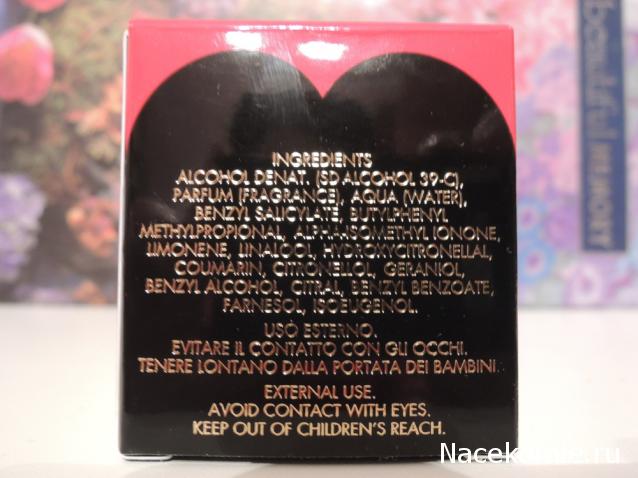 INGREDIENTS
ALCOHOL DENAT. (SD ALCOHOL 39-C),
PARFUM (FRAGRANCE), AQUA (WATER),
BENZYL SALICYLATE, BUTYLPHENYL
METHYLPROPIONAL, ALPHA-ISOMETHYL IONONE,
LIMONENE, LINALOOL, HYDROXYCITRONELLAL,
COUMARIN, CITRONELLOL, GERANIOL,
BENZYL ALCOHOL, CITRAL, BENZYL BENZOATE,
FARNESOL, ISOEUGENOL.
USO ESTERNO.
EVITARE IL CONTATTO CON GLI OCCHI.
TENERE LONTANO DALLA PORTATA DEI BAMBINI.
EXTERNAL USE.
AVOID CONTACT WITH EYES.
KEEP OUT OF CHILDREN'S REACH.
beautiful